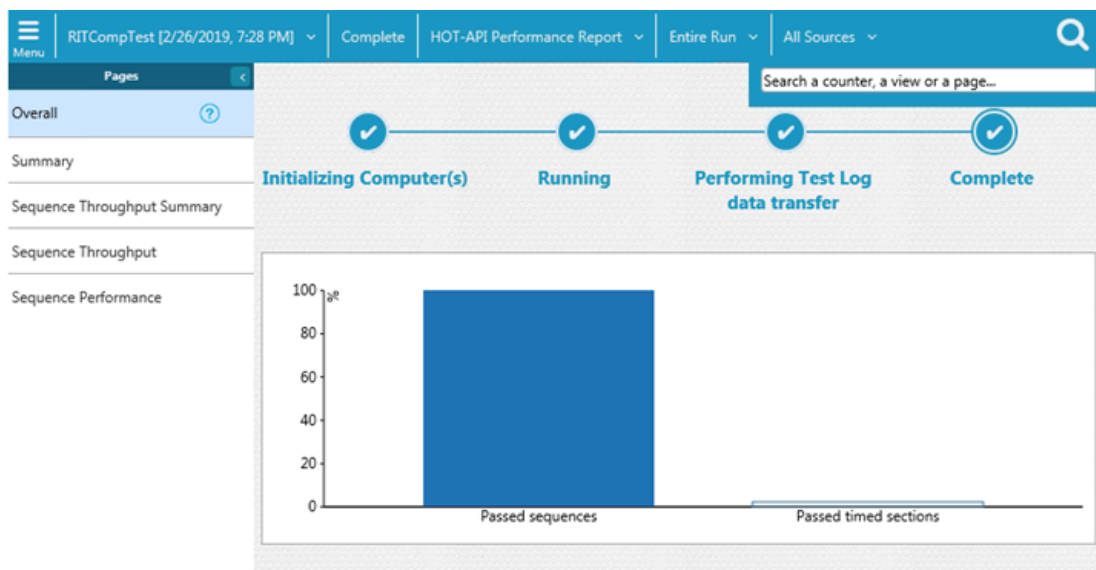 Menu
RITCompTest [2/26/2019, 7:28 PM]
Complete
HOT-API Performance Report
Entire Run
All Sources
Search a counter, a view or a page...
Pages
Overall
?
Summary
Sequence Throughput Summary
Sequence Throughput
Sequence Performance
Initializing Computer(s)
Running
Performing Test Log
data transfer
Complete
%
100
80
60
40
20
0
Passed sequences
Passed timed sections